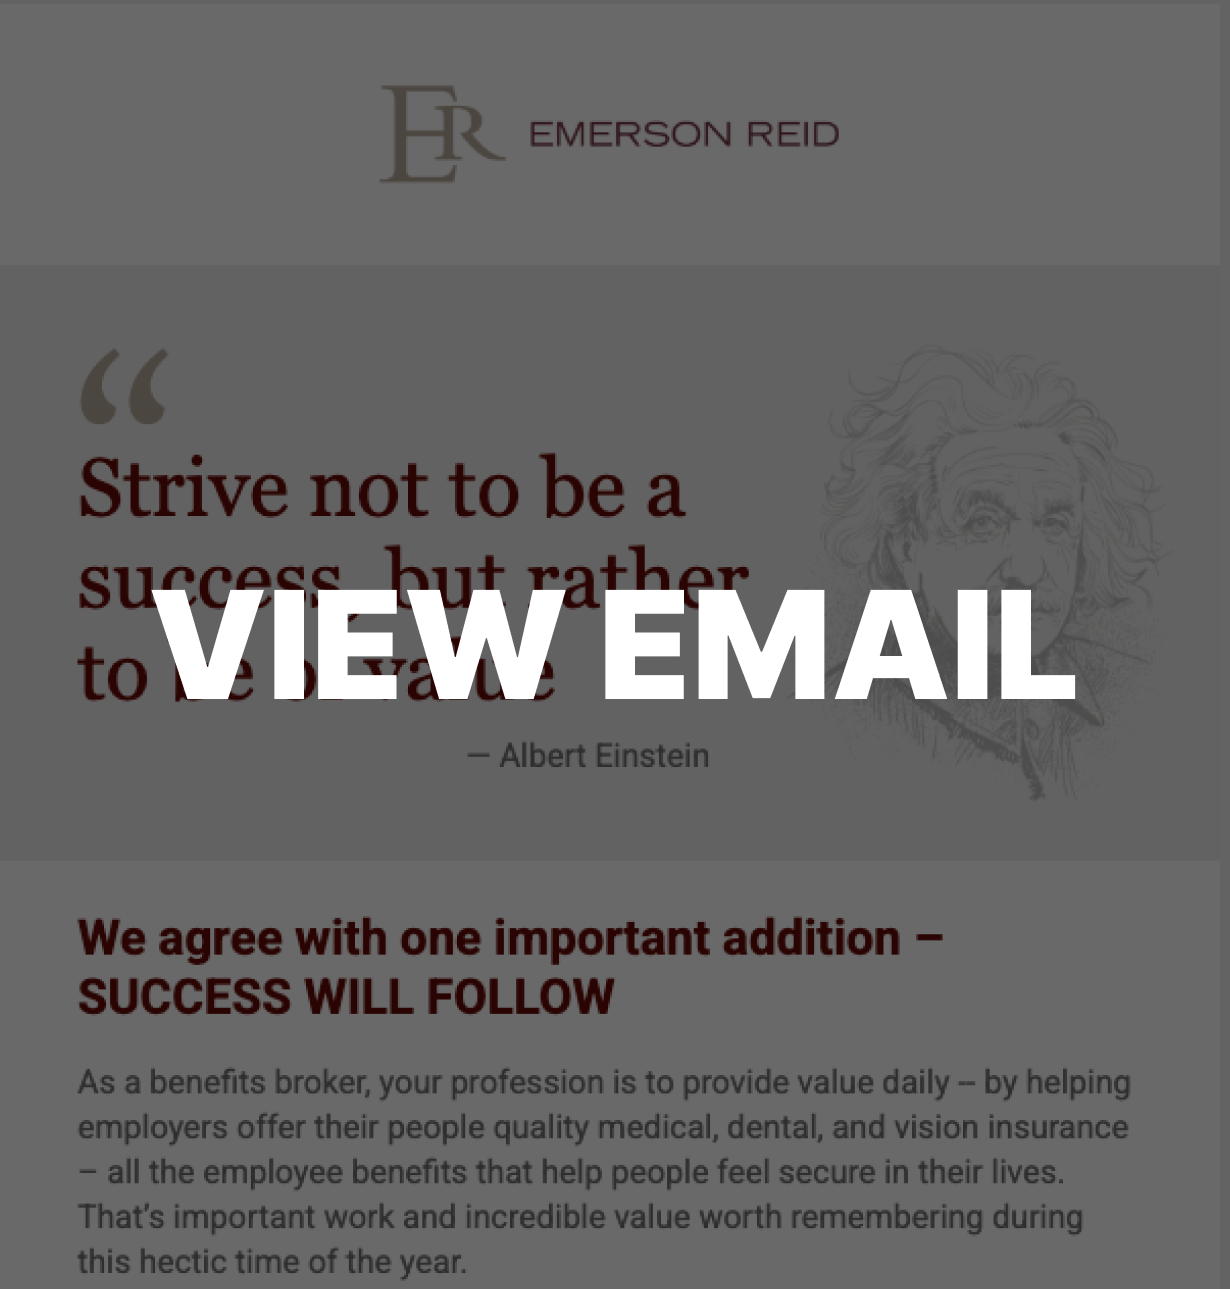 ER EMERSON REID
“
Strive not to be a
success, but rather
to be of value
VIEW EMAIL
— Albert Einstein
We agree with one important addition –
SUCCESS WILL FOLLOW
As a benefits broker, your profession is to provide value daily – by helping
employers offer their people quality medical, dental, and vision insurance
– all the employee benefits that help people feel secure in their lives.
That’s important work and incredible value worth remembering during
this hectic time of the year.